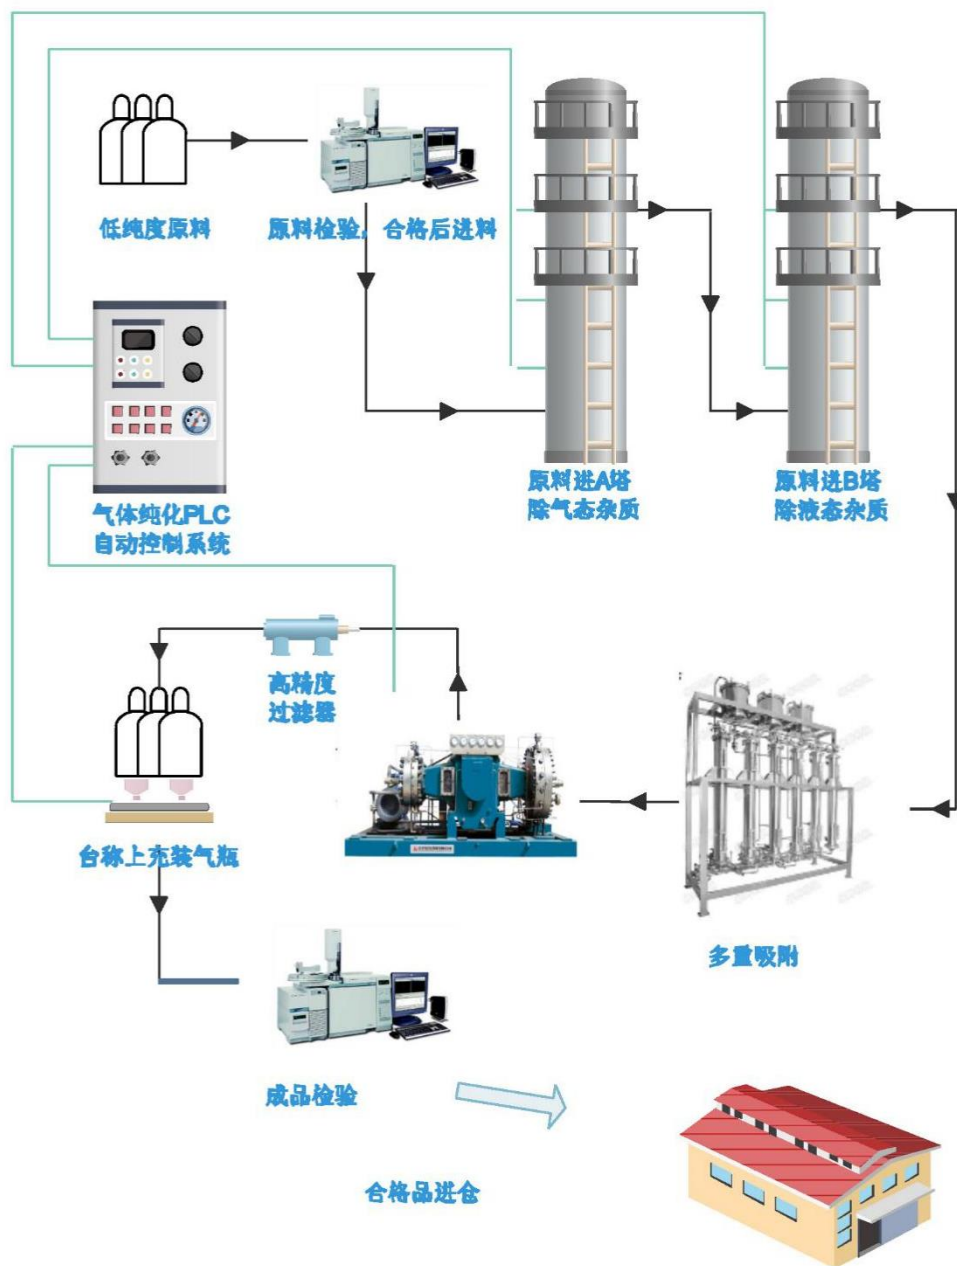 低纯度原料
原料检验，合格后进料
原料进A塔
除气态杂质
原料进B塔
除液态杂质
气体纯化PLC
自动控制系统
高精度
过滤器
台称上充装气瓶
多重吸附
成品检验
合格品进仓